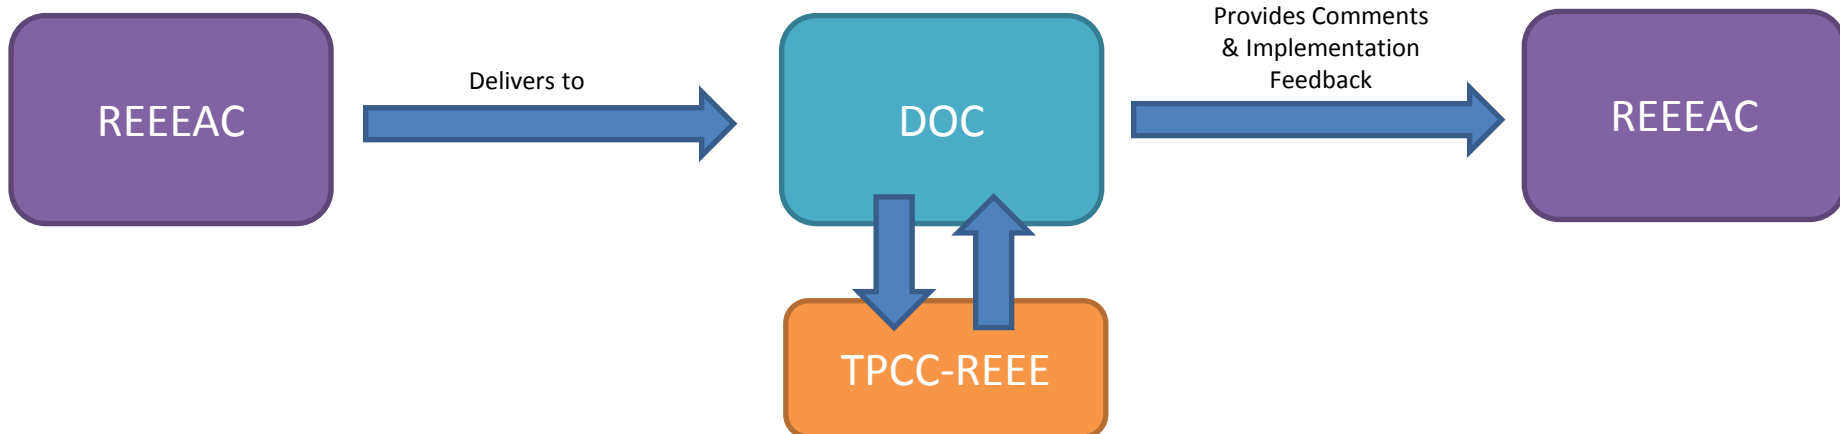 REEEAC
Delivers to
DOC
Provides Comments
& Implementation
Feedback
REEEAC
TPCC-REEE